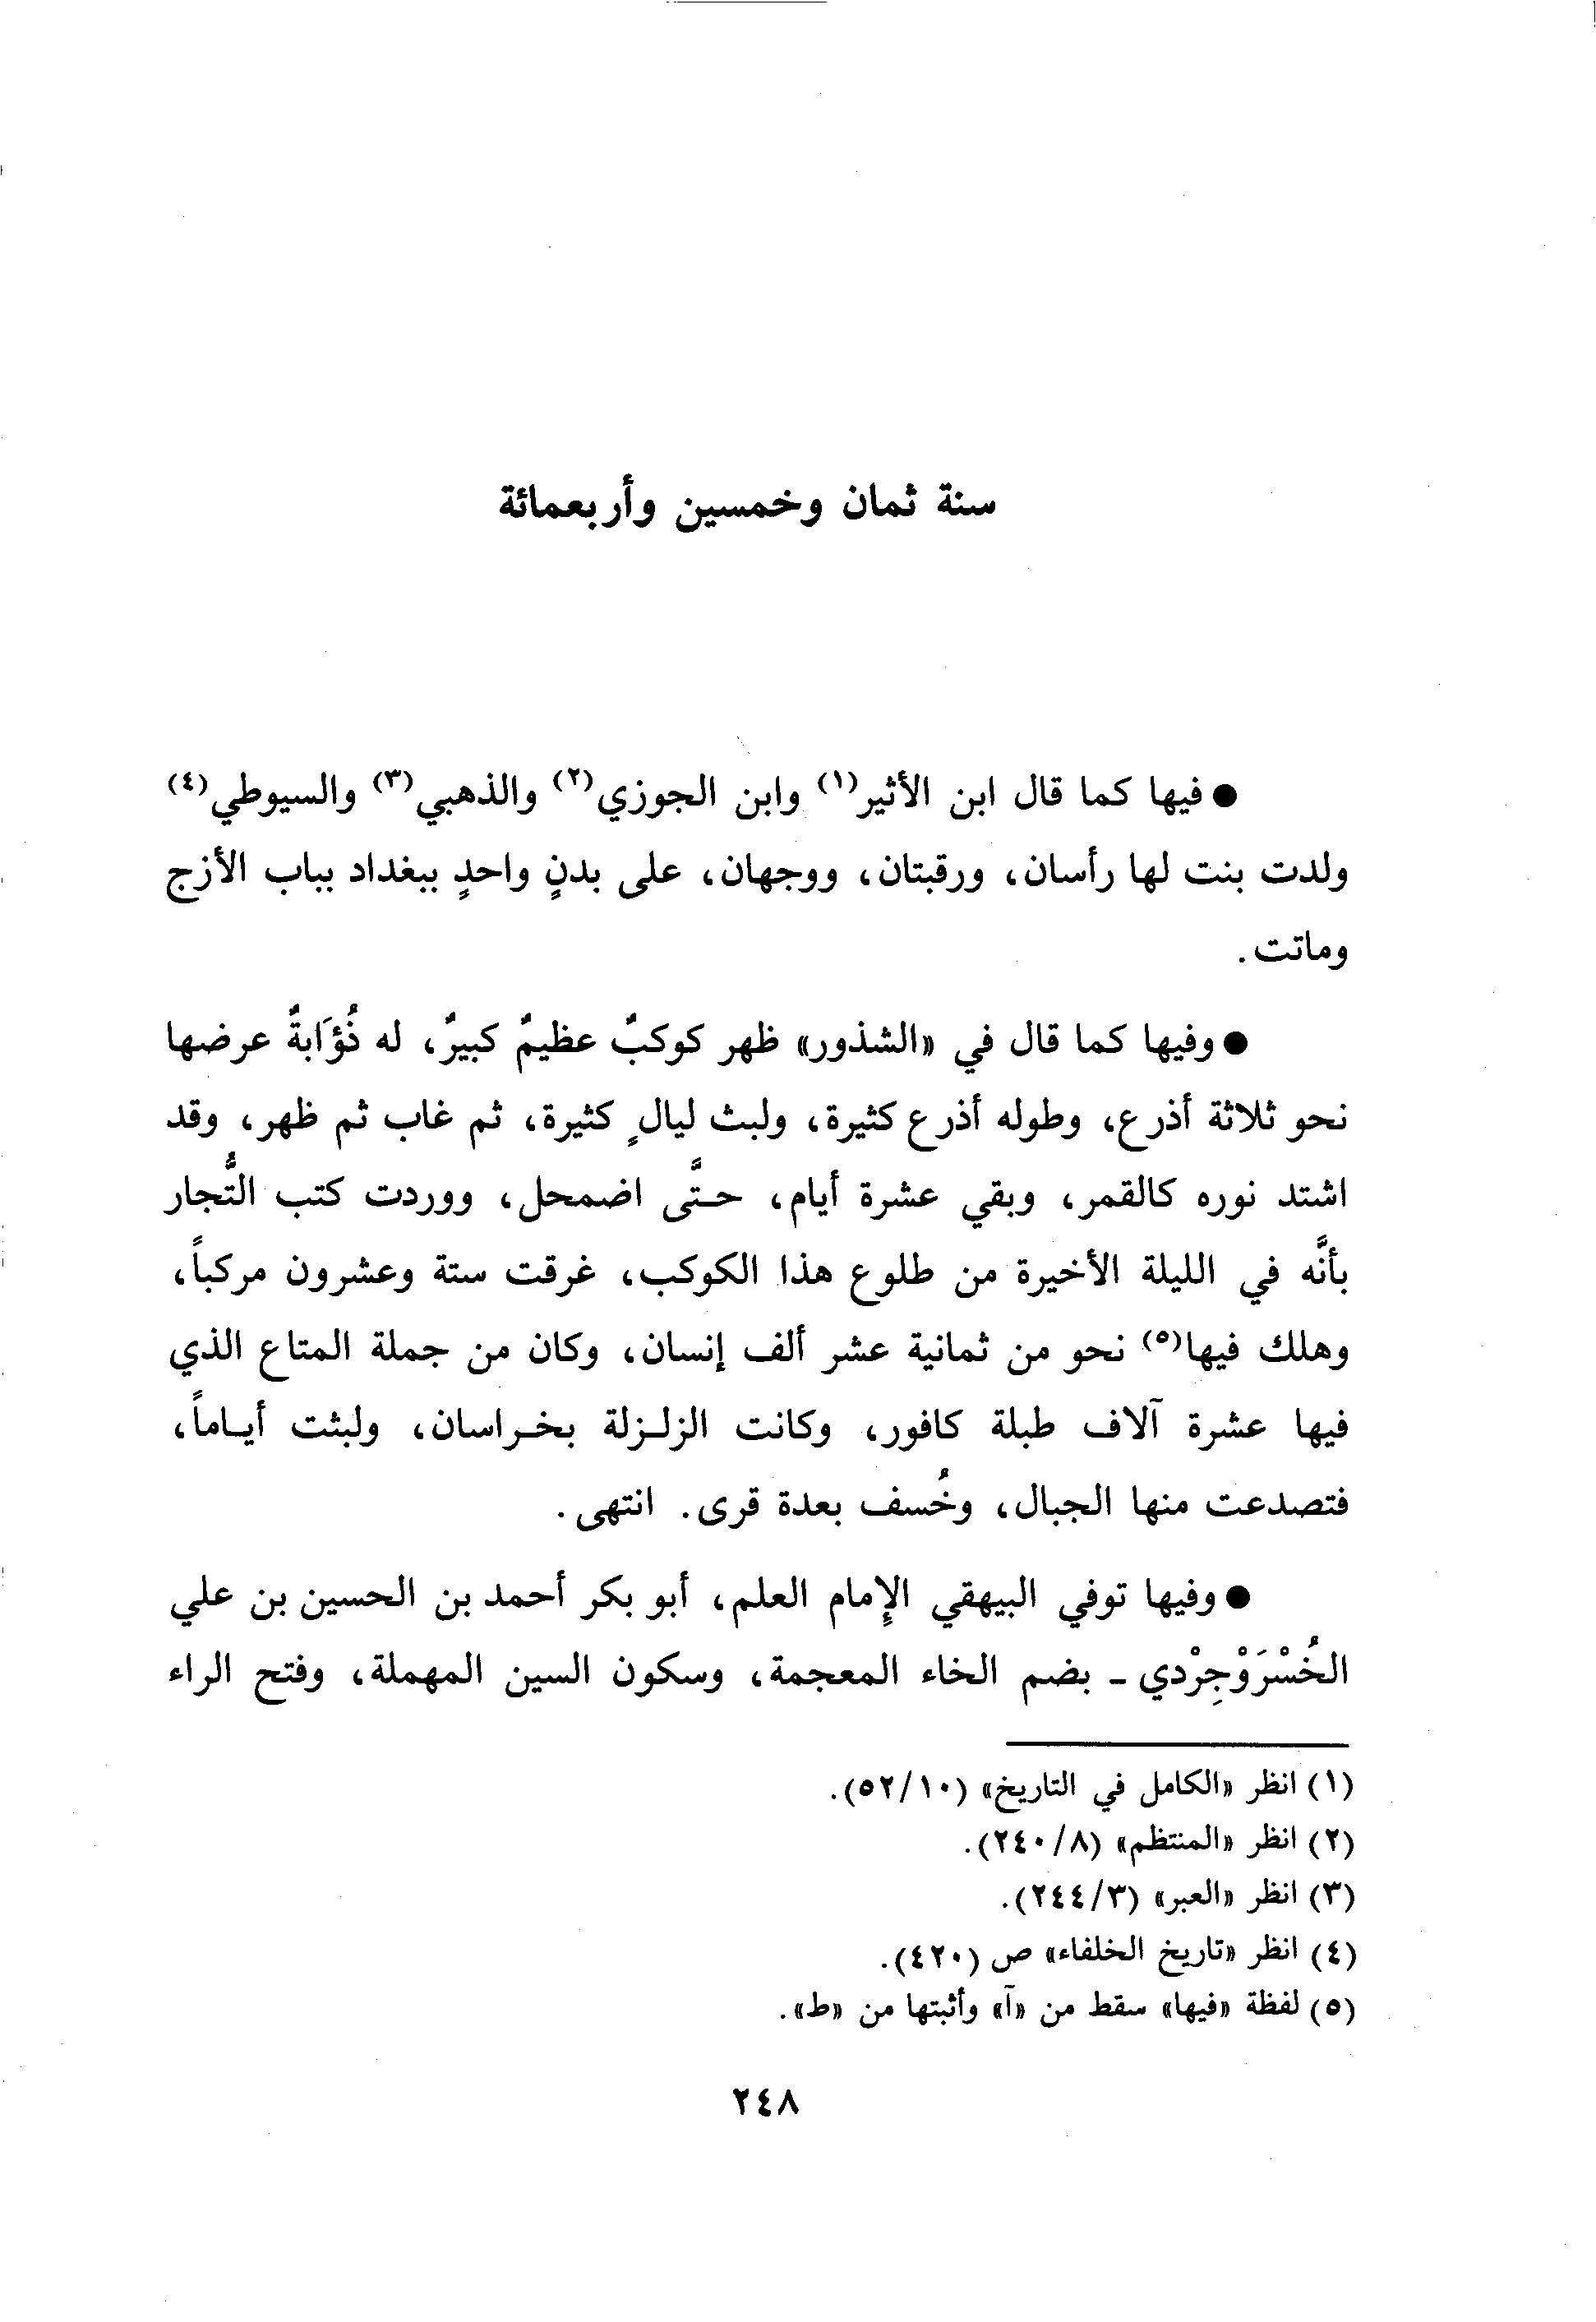 سنة ثمان وخمسين وأربعمائة
● فيها كما قال ابن الأثير(١) وابن الجوزي(٢) والذهبي(٣) والسيوطي(٤)
ولدت بنت لها رأسان، ورقبتان، ووجهان، على بدنٍ واحدٍ ببغداد بباب الأزج
وماتت.
● وفيها كما قال في «الشذور» ظهر كوكبٌ عظيمٌ كبيرٌ، له ذُؤَابةٌ عرضها
نحو ثلاثة أذرع، وطوله أذرع كثيرة، ولبث ليالٍ كثيرة، ثم غاب ثم ظهر، وقد
اشتد نوره كالقمر، وبقي عشرة أيام، حتَّى اضمحل، ووردت كتب التُّجار
بأنَّه في الليلة الأخيرة من طلوع هذا الكوكب، غرقت ستة وعشرون مركباً،
وهلك فيها(٥) نحو من ثمانية عشر ألف إنسان، وكان من جملة المتاع الذي
فيها عشرة آلاف طبلة كافور، وكانت الزلزلة بخراسان، ولبثت أياماً،
فتصدعت منها الجبال، وخُسف بعدة قرى. انتهى.
● وفيها توفي البيهقي الإمام العلم، أبو بكر أحمد بن الحسين بن علي
الخُسْرَوْجِرْدي - بضم الخاء المعجمة، وسكون السين المهملة، وفتح الراء
(١) انظر «الكامل في التاريخ» (٥٢/١٠).
(٢) انظر «المنتظم» (٢٤٠/٨).
(٣) انظر «العبر» (٢٤٤/٣).
(٤) انظر «تاريخ الخلفاء» ص (٤٢٠).
(٥) لفظة «فيها» سقط من «آ» وأثبتها من «ط».
٢٤٨